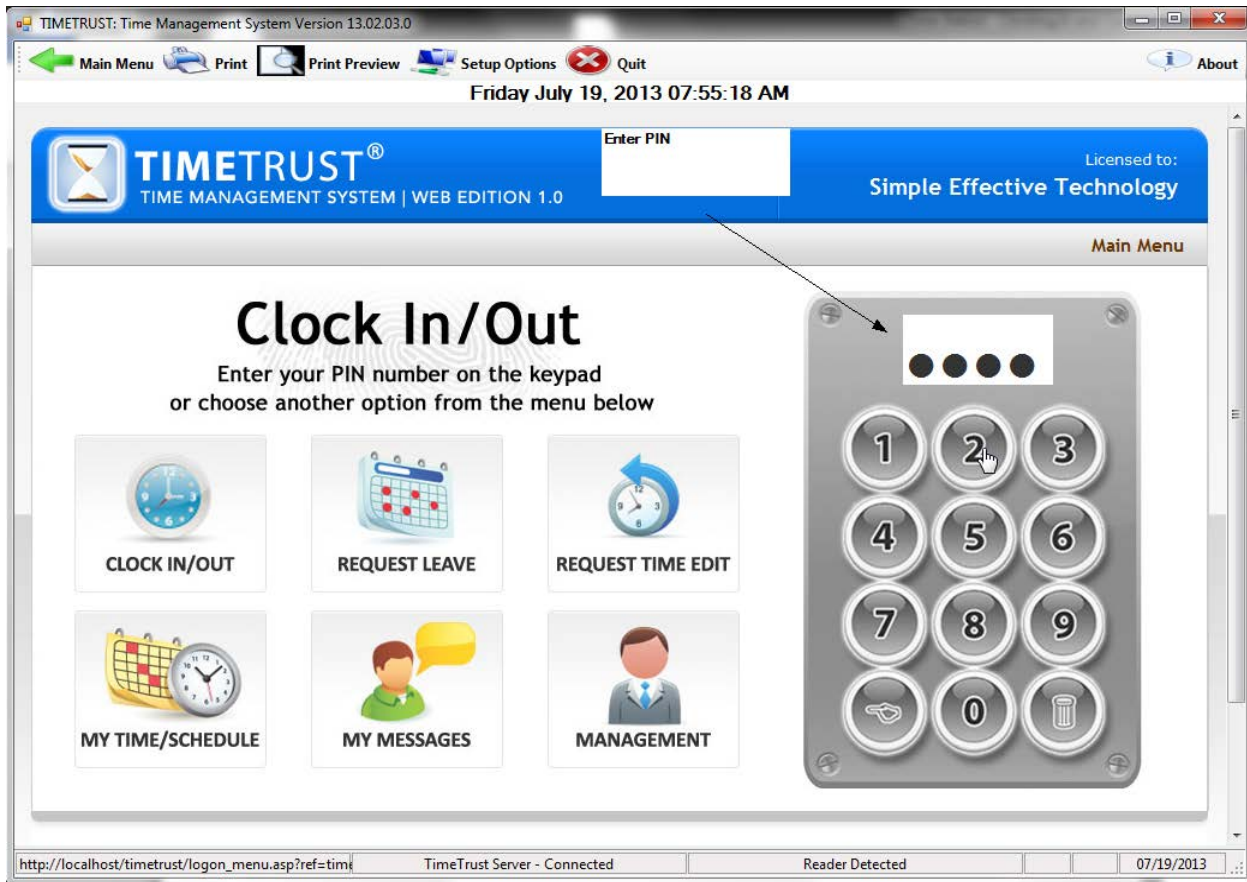 TIMETRUST: Time Management System Version 13.02.03.0
Main Menu Print Print Preview Setup Options Quit About
Friday July 19, 2013 07:55:18 AM
Enter PIN
TIMETRUST®
TIME MANAGEMENT SYSTEM | WEB EDITION 1.0
Licensed to:
Simple Effective Technology
Main Menu
Clock In/Out
Enter your PIN number on the keypad
or choose another option from the menu below
CLOCK IN/OUT
REQUEST LEAVE
REQUEST TIME EDIT
MY TIME/SCHEDULE
MY MESSAGES
MANAGEMENT
1 2 3
4 5 6
7 8 9
0
http://localhost/timetrust/logon_menu.asp?ref=time TimeTrust Server - Connected Reader Detected 07/19/2013